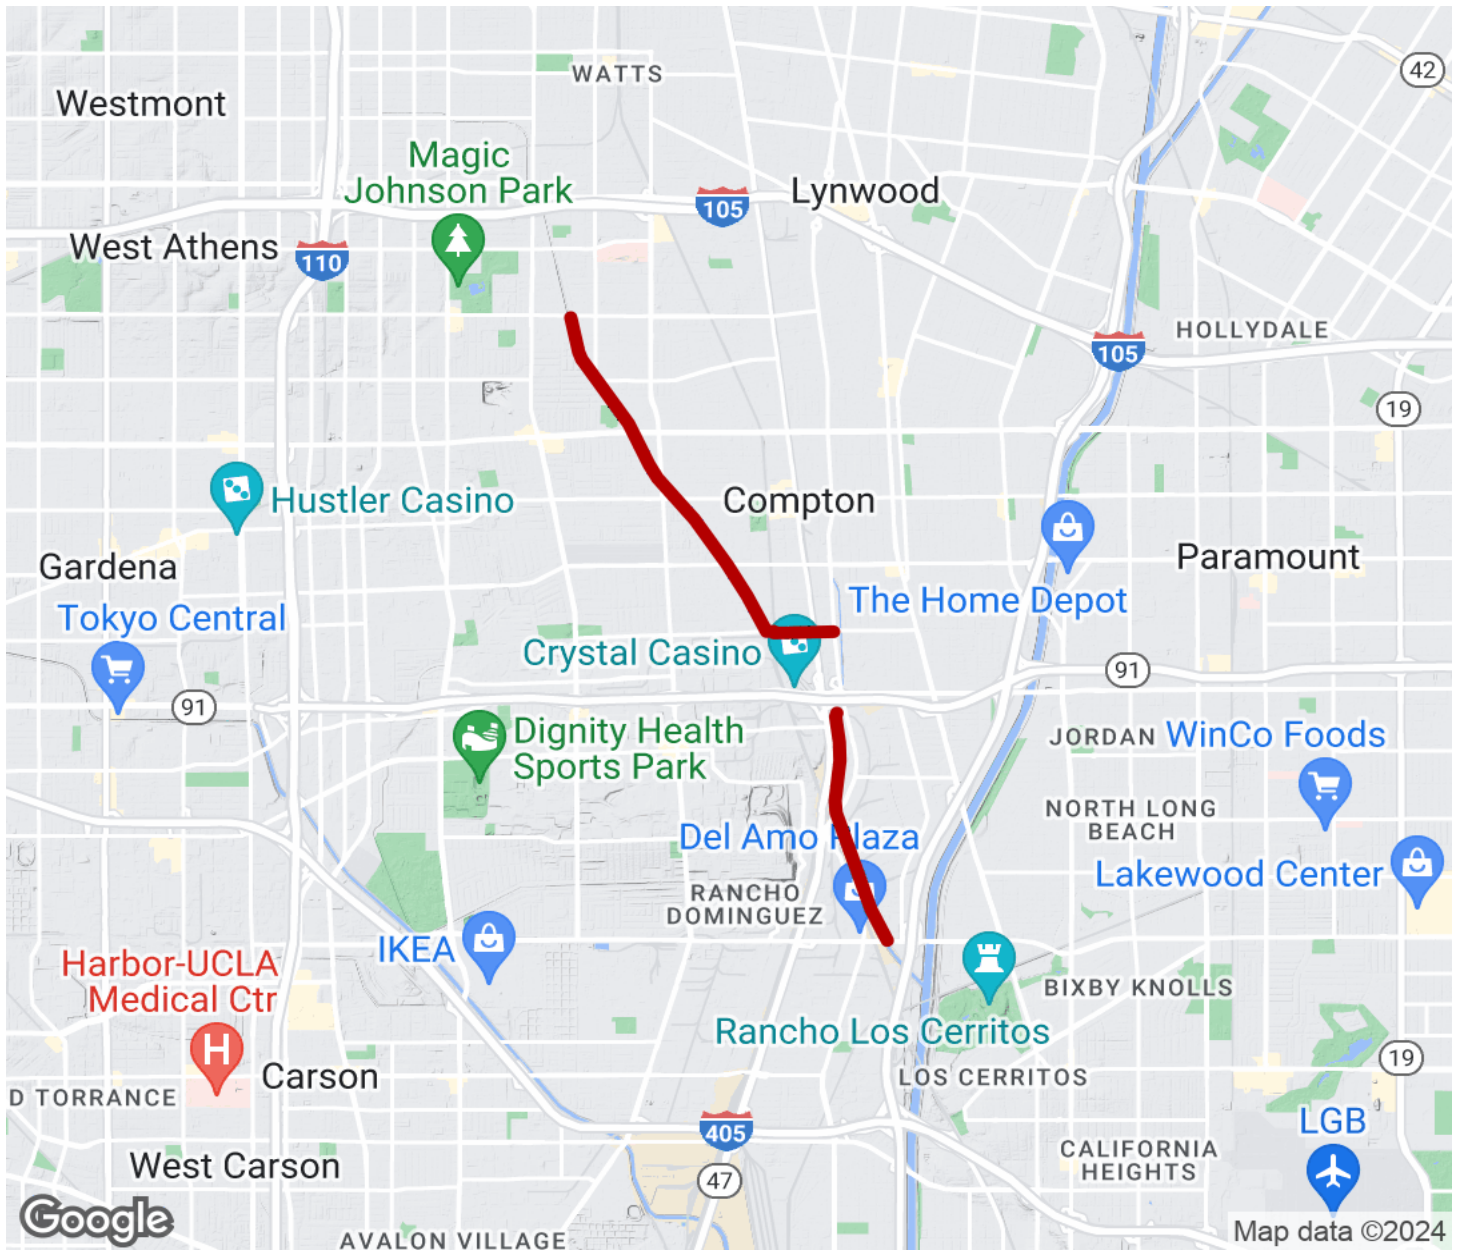 WATTS
42
Westmont
Magic
Johnson Park
105
Lynwood
West Athens
110
HOLLYDALE
105
19
Hustler Casino
Compton
Gardena
Paramount
Tokyo Central
The Home Depot
Crystal Casino
91
91
Dignity Health
Sports Park
JORDAN
WinCo Foods
NORTH LONG
BEACH
Del Amo Plaza
Lakewood Center
RANCHO
DOMINGUEZ
IKEA
Harbor-UCLA
Medical Ctr
H
BIXBY KNOLLS
Rancho Los Cerritos
19
Carson
LOS CERRITOS
D TORRANCE
405
LGB
CALIFORNIA
HEIGHTS
West Carson
47
Google
AVALON VILLAGE
Map data ©2024